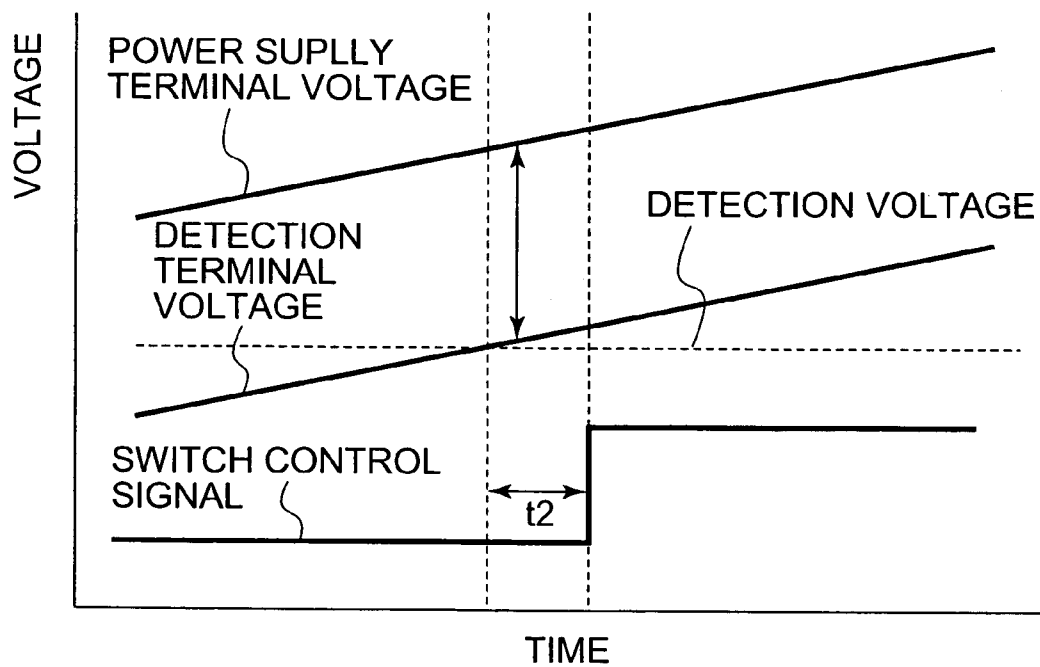 VOLTAGE
POWER SUPLLY
TERMINAL VOLTAGE
DETECTION VOLTAGE
DETECTION
TERMINAL
VOLTAGE
SWITCH CONTROL
SIGNAL
t2
TIME